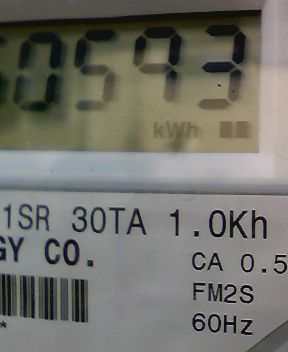 0593
kWh
1SR 30TA 1.0Kh
GY CO.
CA 0.5
FM2S
60Hz